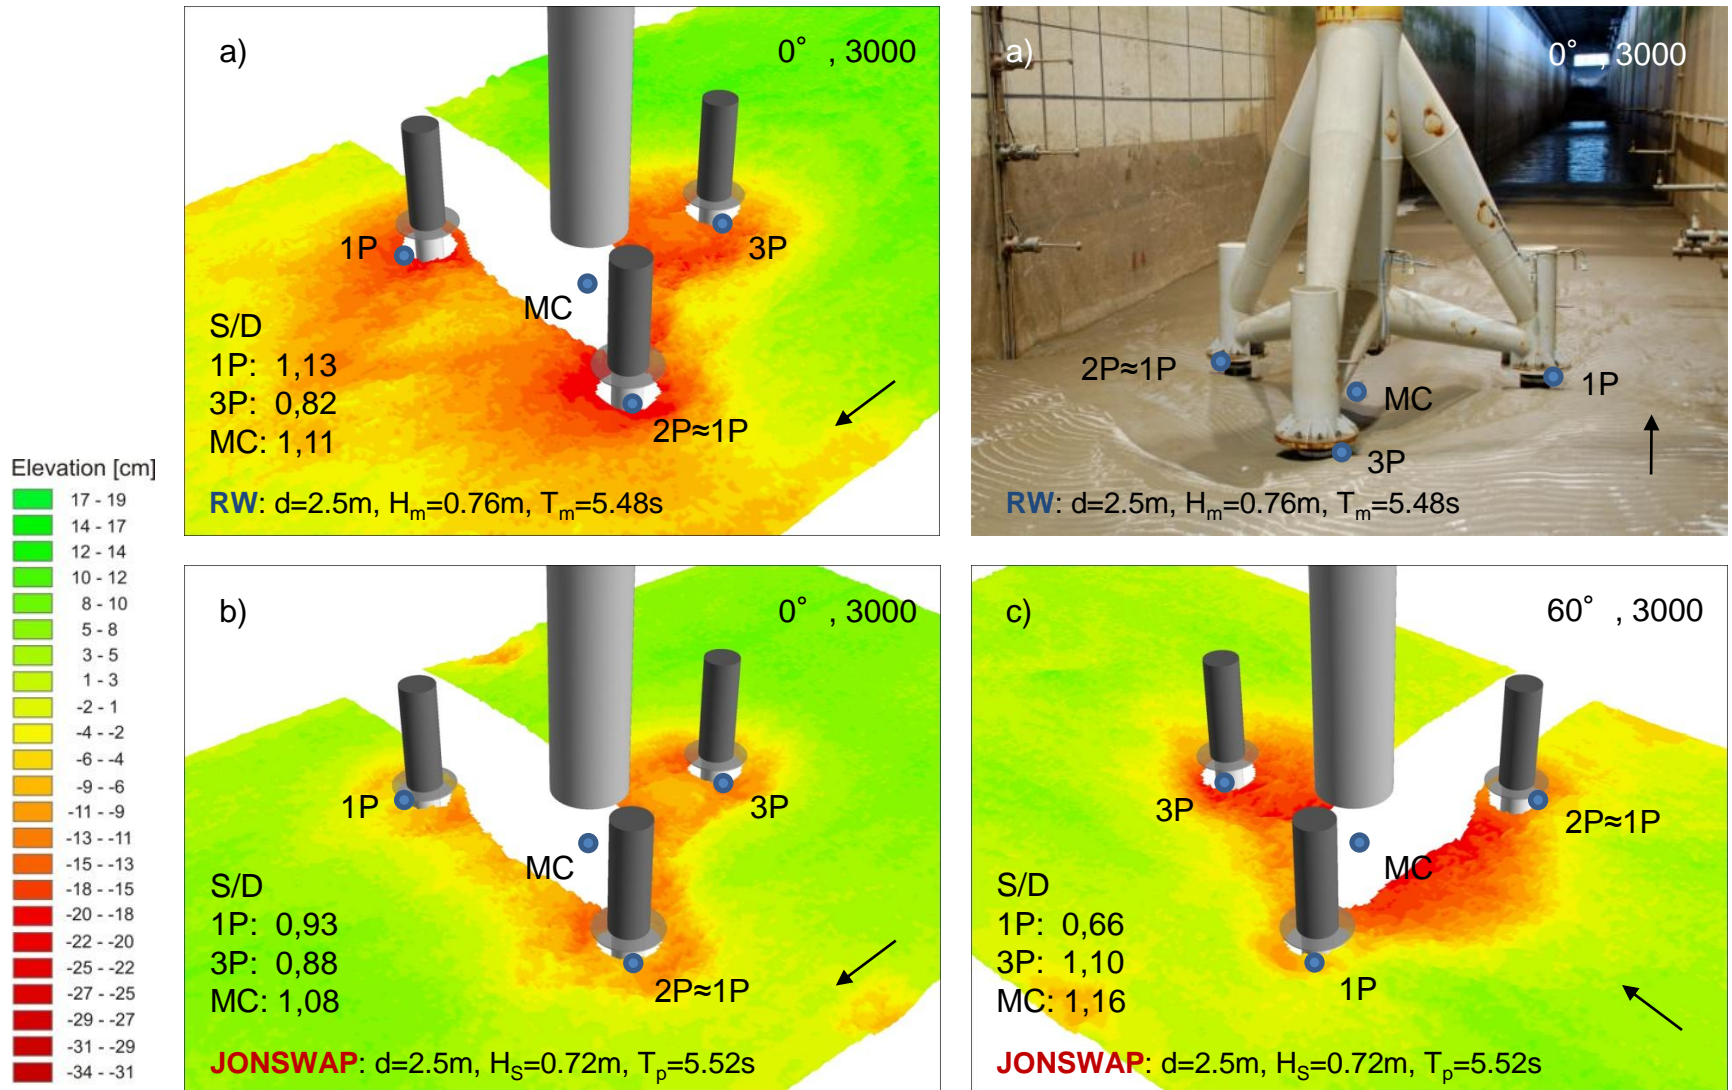 a)
0° , 3000
1P
3P
MC
2P≈1P
S/D
1P: 1,13
3P: 0,82
MC: 1,11
RW: d=2.5m, Hm=0.76m, Tm=5.48s
a)
0° , 3000
2P≈1P
MC
1P
3P
RW: d=2.5m, Hm=0.76m, Tm=5.48s
Elevation [cm]
17 - 19
14 - 17
12 - 14
10 - 12
8 - 10
5 - 8
3 - 5
1 - 3
-2 - 1
-4 - -2
-6 - -4
-9 - -6
-11 - -9
-13 - -11
-15 - -13
-18 - -15
-20 - -18
-22 - -20
-25 - -22
-27 - -25
-29 - -27
-31 - -29
-34 - -31
b)
0° , 3000
1P
3P
MC
2P≈1P
S/D
1P: 0,93
3P: 0,88
MC: 1,08
JONSWAP: d=2.5m, HS=0.72m, Tp=5.52s
c)
60° , 3000
3P
2P≈1P
MC
1P
S/D
1P: 0,66
3P: 1,10
MC: 1,16
JONSWAP: d=2.5m, HS=0.72m, Tp=5.52s